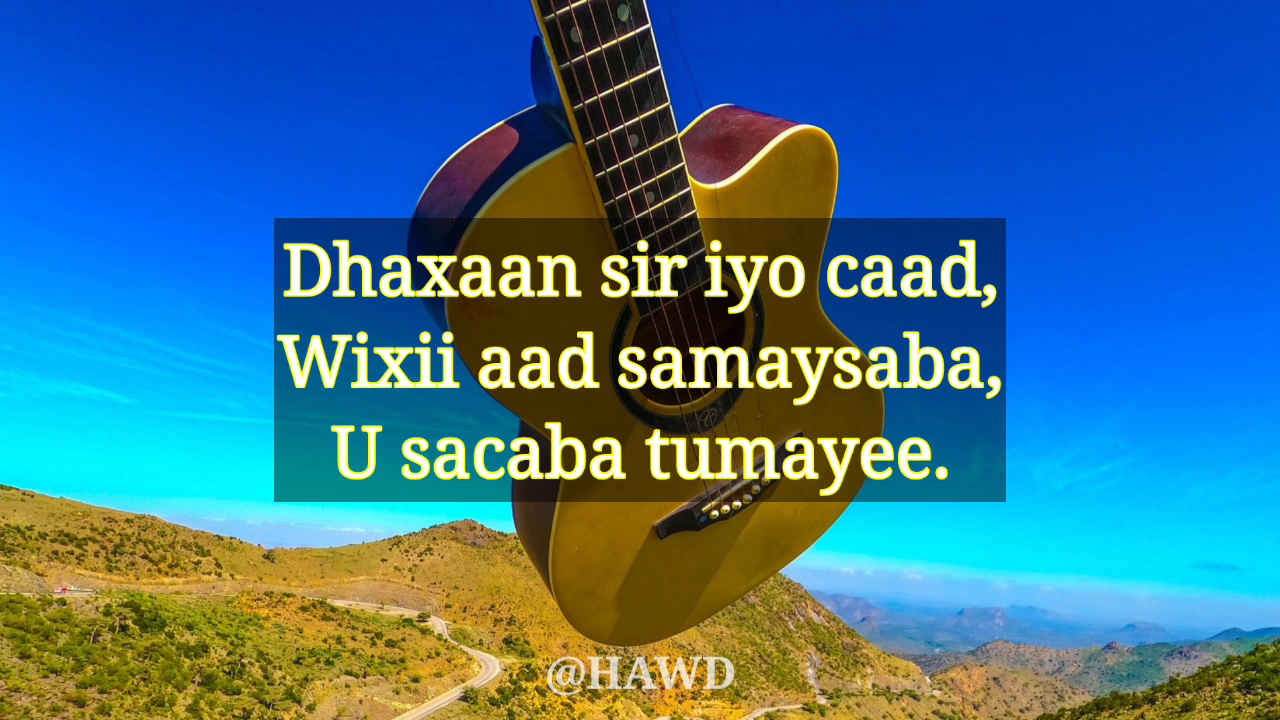 Dhaxaan sir iyo caad,
Wixii aad samaysaba,
U sacaba tumayee.
@HAWD